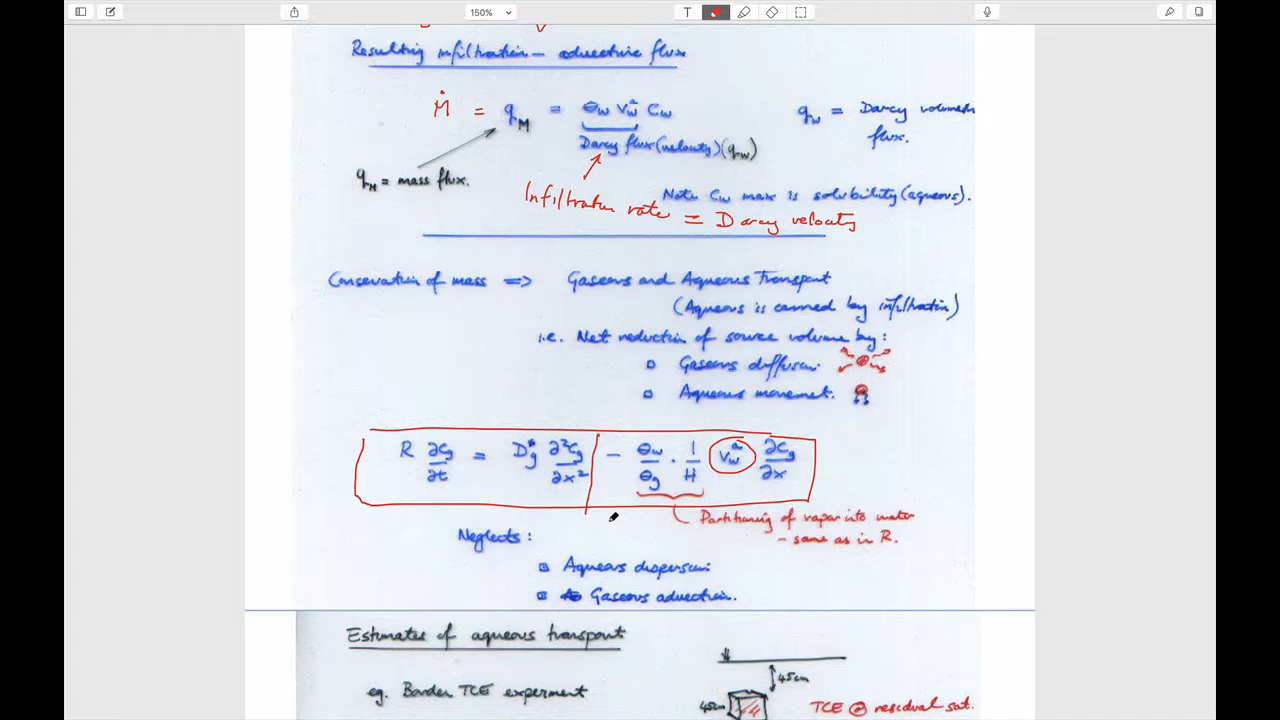 150%
Resulting infiltration - advective flux
Ṁ = q_M = θw Vw^a Cw
qw = Darcy volumetric flux.
Darcy flux (velocity) (qw)
q_M = mass flux.
Infiltration rate = Darcy velocity
Note Cw max is solubility (aqueous).
Conservation of mass => Gaseous and Aqueous Transport
(Aqueous is carried by infiltration)
i.e. Net reduction of source volume by:
Gaseous diffusion.
Aqueous movement.
R ∂Cg/∂t = Dg* ∂²Cg/∂x² - θw/θg · 1/H Vw^a ∂Cg/∂x
Partitioning of vapor into water
- same as in R.
Neglects:
Aqueous dispersion
Gaseous advection.
Estimates of aqueous transport
eg. Borden TCE experiment
45cm
45cm
TCE @ residual sat.